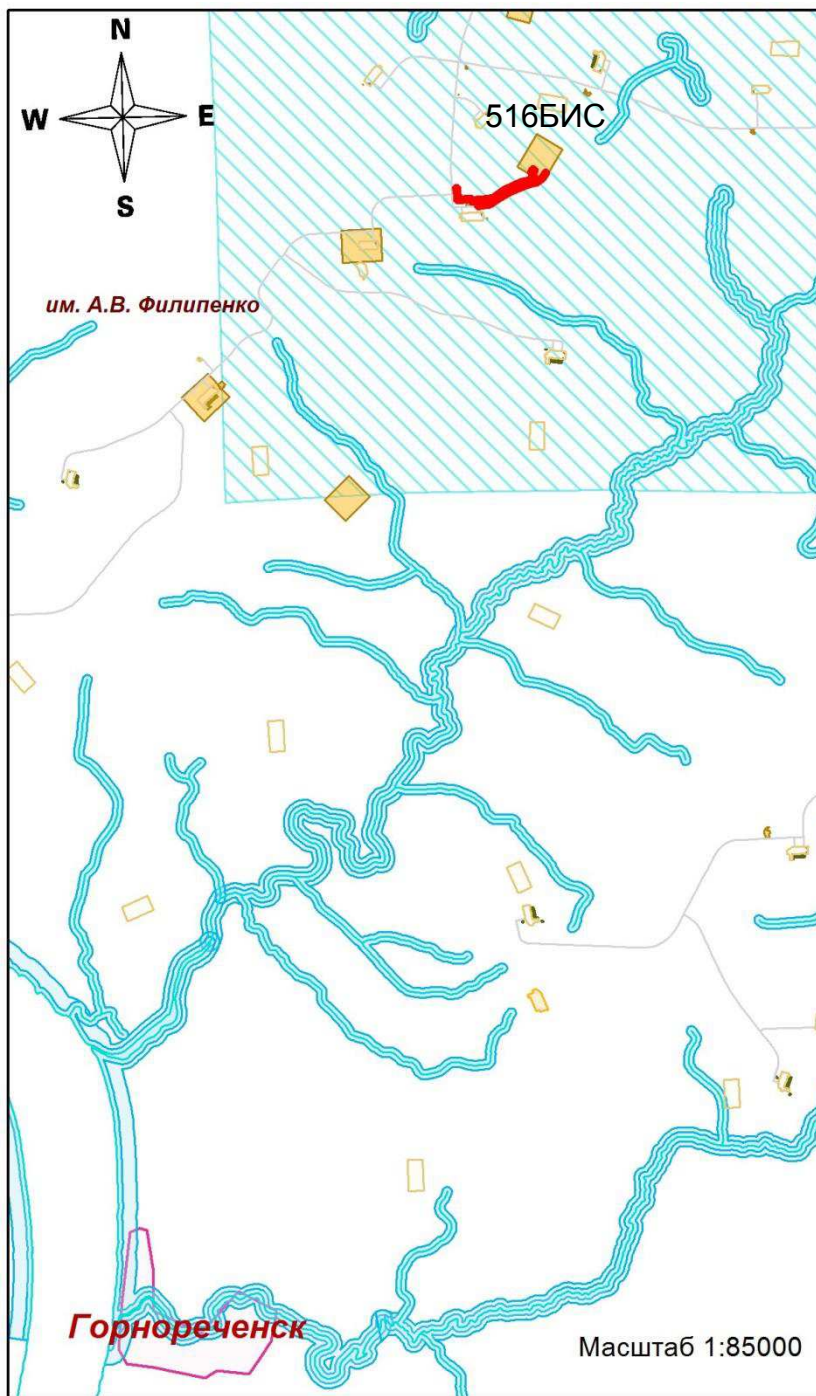 N
W E
S
516БИС
им. А.В. Филипенко
Горнореченск
Масштаб 1:85000